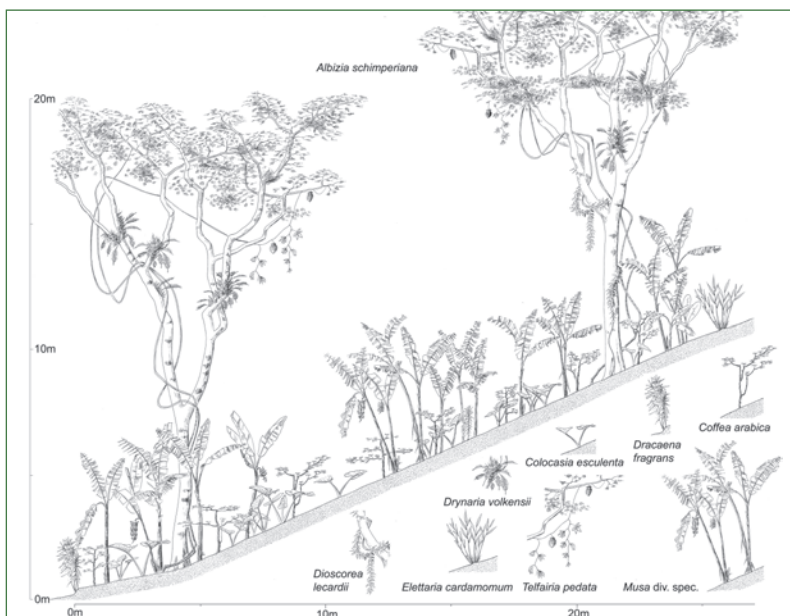 Albizia schimperiana
20m
10m
Coffea arabica
Dracaena
fragrans
Colocasia esculenta
Drynaria volkensii
Dioscorea
lecardii
Elettaria cardamomum
Telfairia pedata
Musa div. spec.
0m
0m
10m
20m